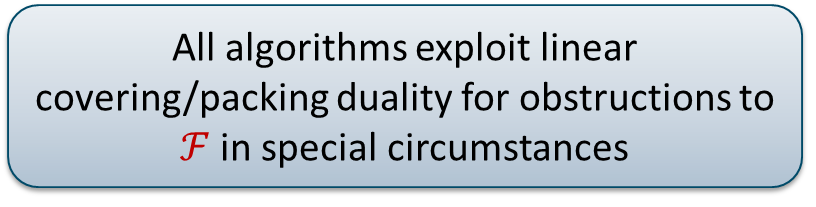 All algorithms exploit linear
covering/packing duality for obstructions to
ℱ in special circumstances